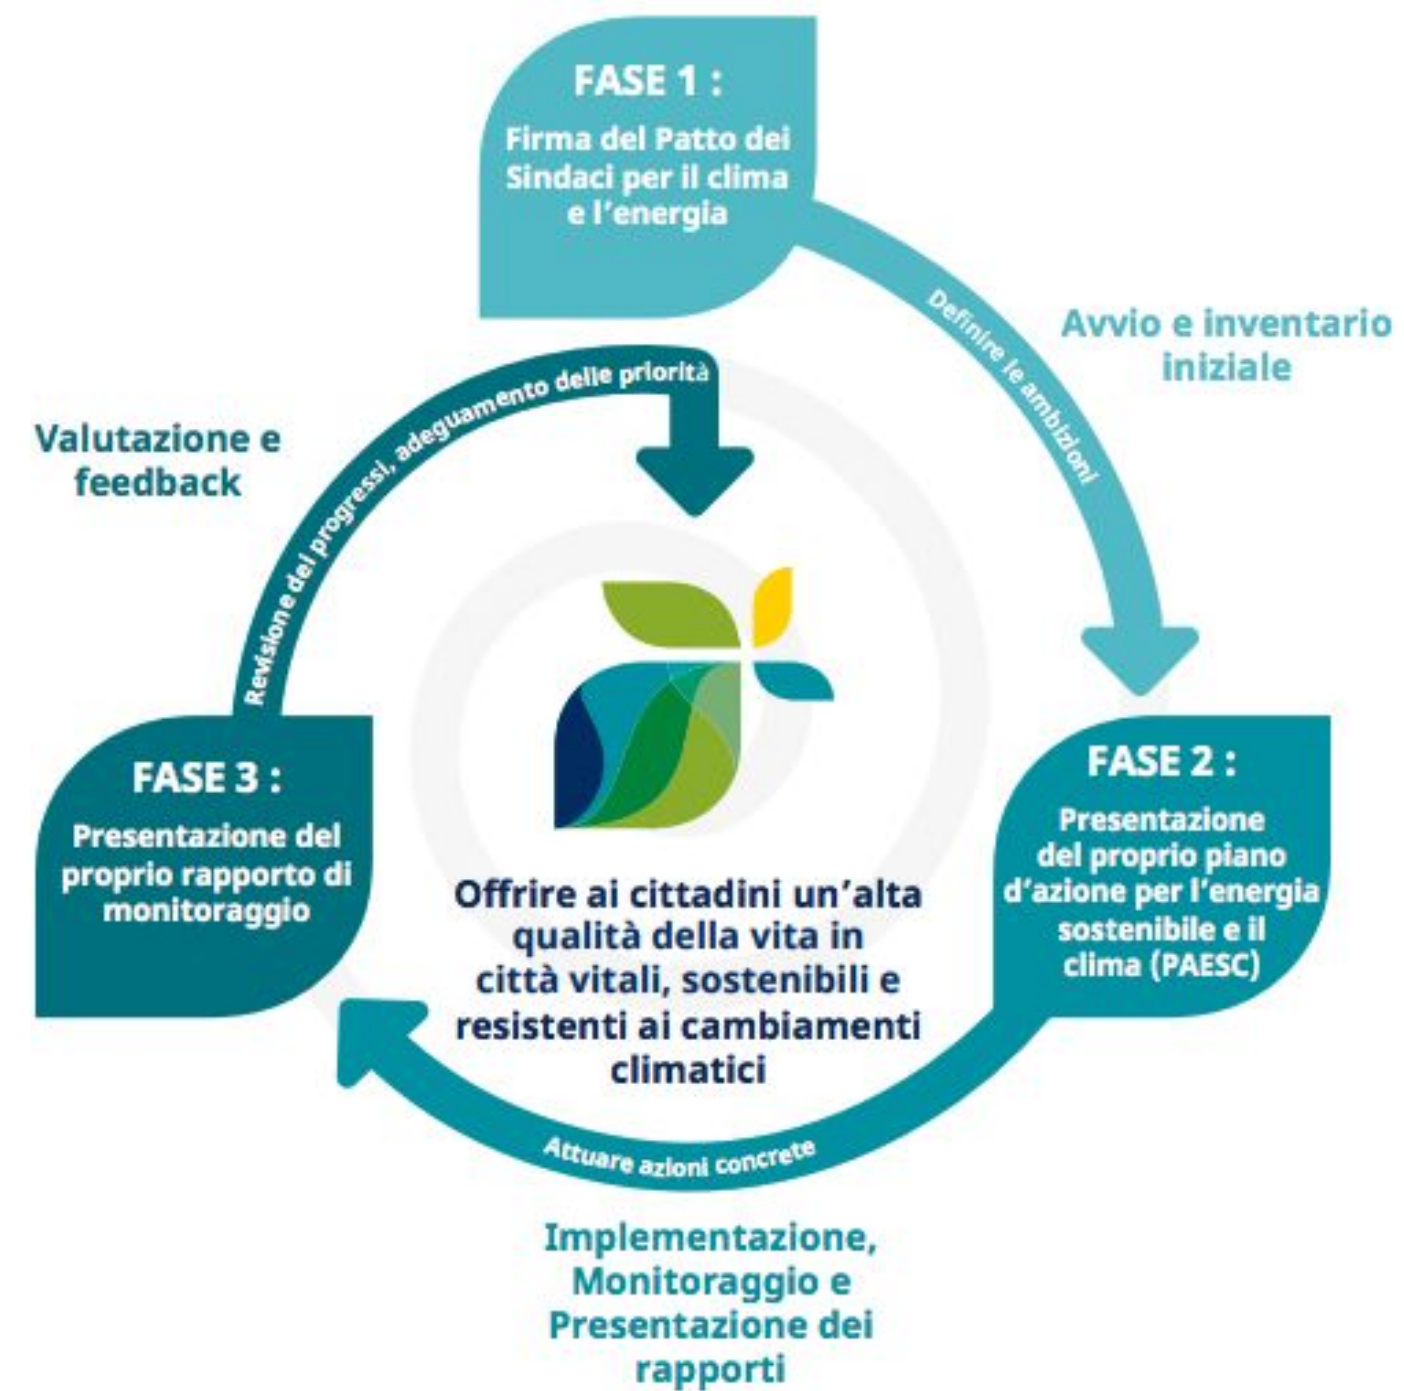 FASE 1 :
Firma del Patto dei
Sindaci per il clima
e l'energia
Definire le ambizioni
Avvio e inventario
iniziale
FASE 2 :
Presentazione
del proprio piano
d'azione per l'energia
sostenibile e il
clima (PAESC)
Attuare azioni concrete
Implementazione,
Monitoraggio e
Presentazione dei
rapporti
FASE 3 :
Presentazione del
proprio rapporto di
monitoraggio
Revisione dei progressi, adeguamento delle priorità
Valutazione e
feedback
Offrire ai cittadini un'alta
qualità della vita in
città vitali, sostenibili e
resistenti ai cambiamenti
climatici